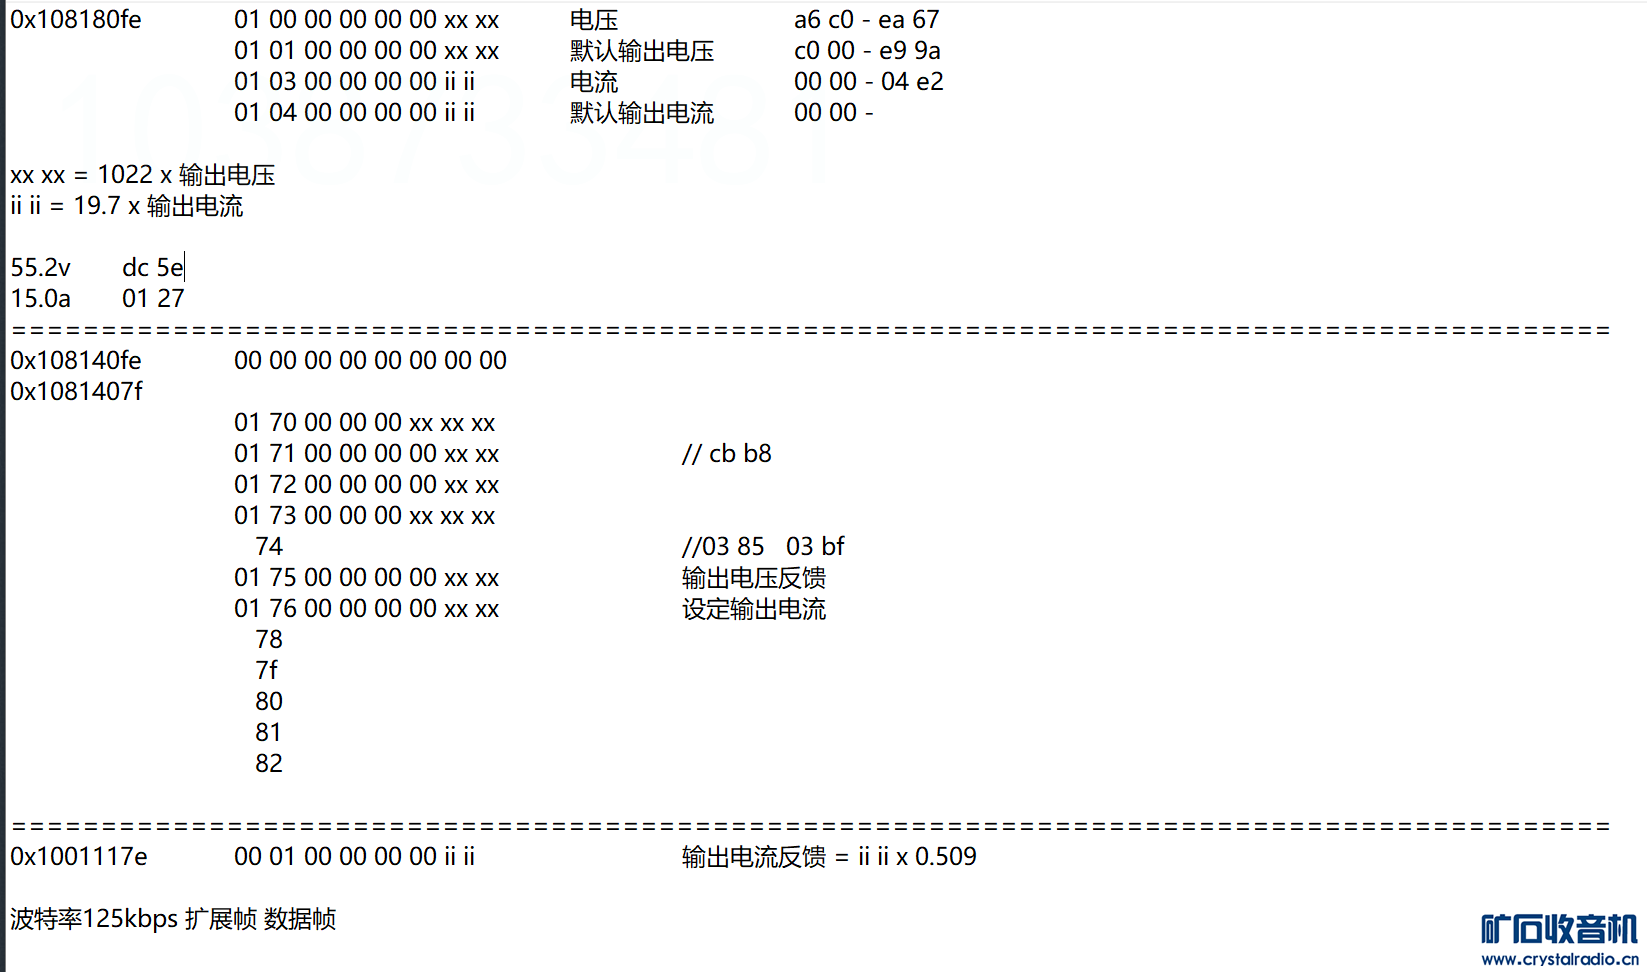 0x108180fe 01 00 00 00 00 00 xx xx 电压 a6 c0 - ea 67
01 01 00 00 00 00 xx xx 默认输出电压 c0 00 - e9 9a
01 03 00 00 00 00 ii ii 电流 00 00 - 04 e2
01 04 00 00 00 00 ii ii 默认输出电流 00 00 -
xx xx = 1022 x 输出电压
ii ii = 19.7 x 输出电流
55.2v dc 5e
15.0a 01 27
=========================================================================================
0x108140fe 00 00 00 00 00 00 00 00
0x1081407f
01 70 00 00 00 xx xx xx
01 71 00 00 00 00 xx xx // cb b8
01 72 00 00 00 00 xx xx
01 73 00 00 00 xx xx xx
74 //03 85 03 bf
01 75 00 00 00 00 xx xx 输出电压反馈
01 76 00 00 00 00 xx xx 设定输出电流
78
7f
80
81
82
=========================================================================================
0x1001117e 00 01 00 00 00 00 ii ii 输出电流反馈 = ii ii x 0.509
波特率125kbps 扩展帧 数据帧
矿石收音机
www.crystalradio.cn